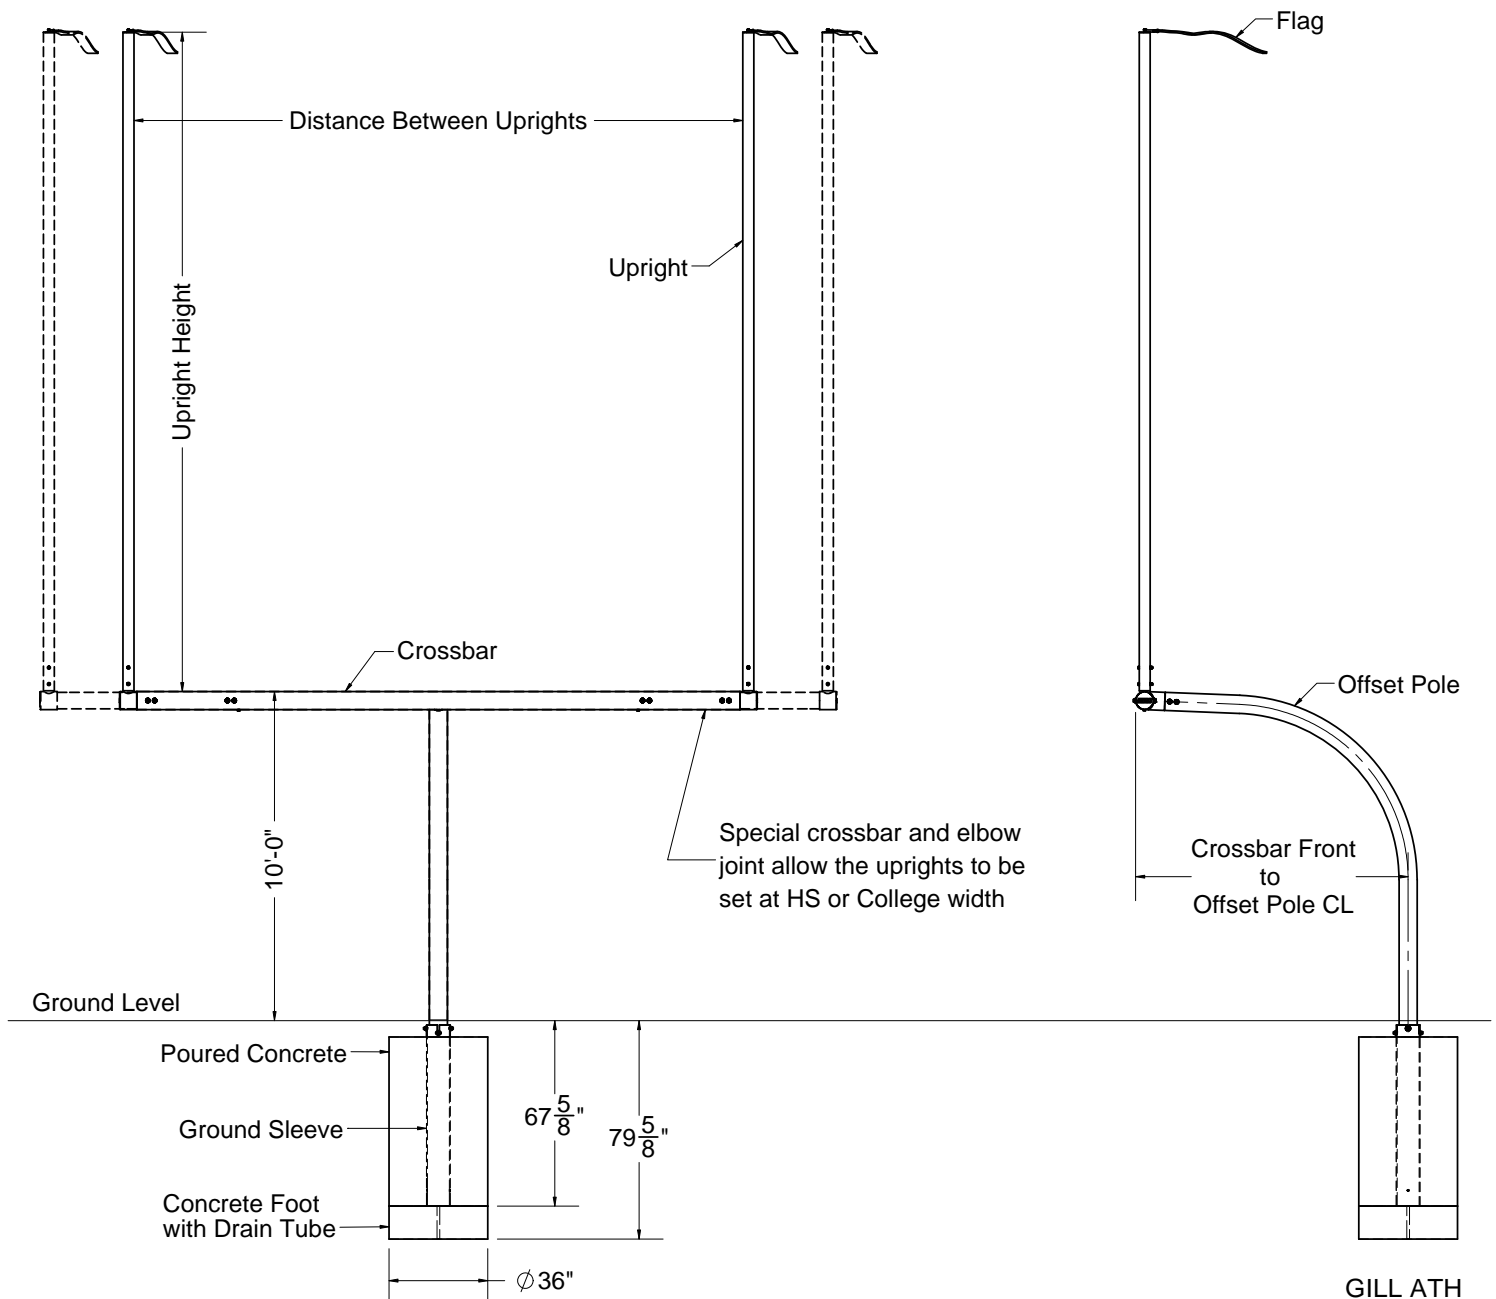 Flag
Distance Between Uprights
Upright
Upright Height
Crossbar
Offset Pole
10'-0"
Special crossbar and elbow
joint allow the uprights to be
set at HS or College width
Crossbar Front
to
Offset Pole CL
Ground Level
Poured Concrete
67 5/8"
79 5/8"
Ground Sleeve
Concrete Foot
with Drain Tube
∅36"
GILL ATH